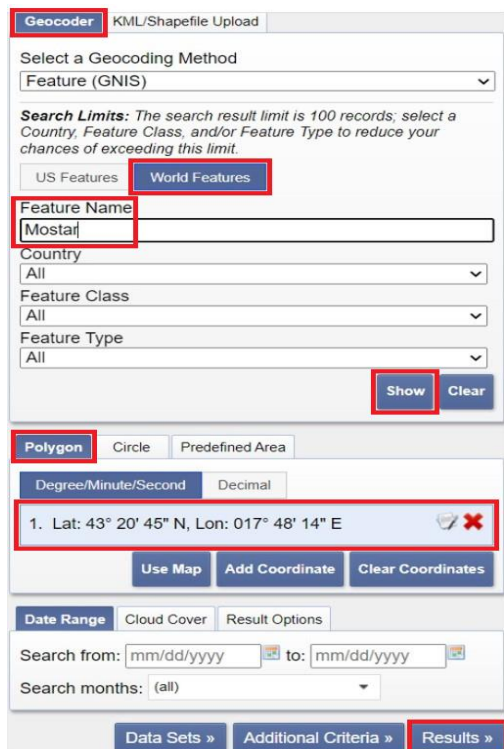 Geocoder KML/Shapefile Upload
Select a Geocoding Method
Feature (GNIS)
Search Limits: The search result limit is 100 records; select a
Country, Feature Class, and/or Feature Type to reduce your
chances of exceeding this limit.
US Features World Features
Feature Name
Mostar
Country
All
Feature Class
All
Feature Type
All
Show Clear
Polygon Circle Predefined Area
Degree/Minute/Second Decimal
1. Lat: 43° 20' 45" N, Lon: 017° 48' 14" E
Use Map Add Coordinate Clear Coordinates
Date Range Cloud Cover Result Options
Search from: mm/dd/yyyy to: mm/dd/yyyy
Search months: (all)
Data Sets » Additional Criteria » Results »